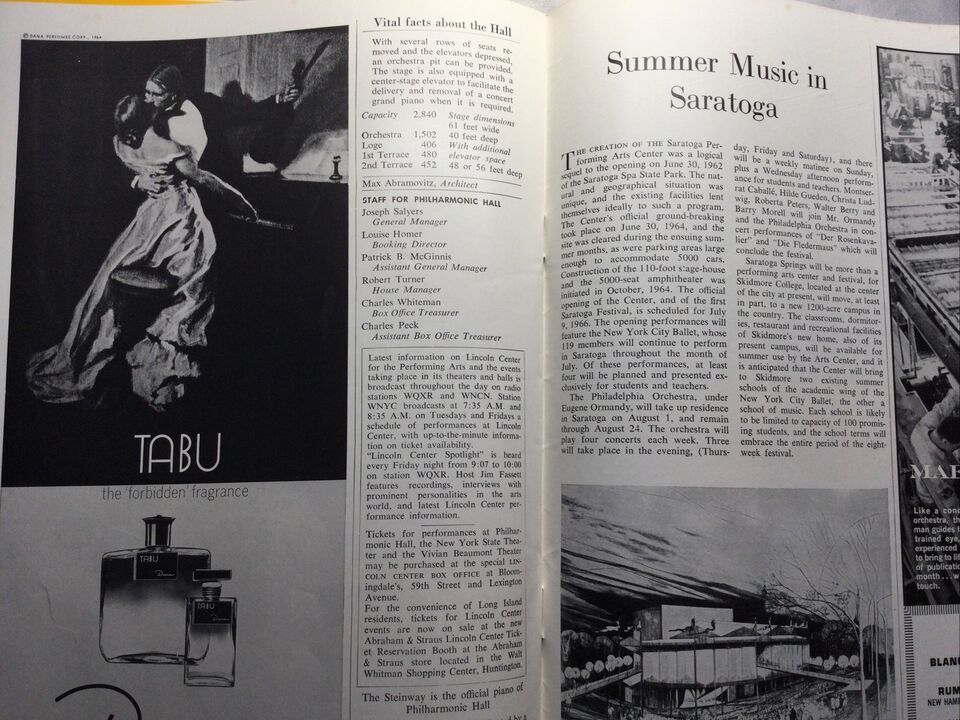 © DANA PERFUMES CORP., 1964
TABU
the 'forbidden' fragrance
TABU
Dana
TABU
Dana
Vital facts about the Hall
With several rows of seats re-
moved and the elevators depressed,
an orchestra pit can be provided.
The stage is also equipped with a
center-stage elevator to facilitate the
delivery and removal of a concert
grand piano when it is required.
Capacity 2,840 Stage dimensions
61 feet wide
Orchestra 1,502 40 feet deep
Loge 406 With additional
1st Terrace 480 elevator space
2nd Terrace 452 48 or 56 feet deep
Max Abramovitz, Architect
STAFF FOR PHILHARMONIC HALL
Joseph Salyers
General Manager
Louise Homer
Booking Director
Patrick B. McGinnis
Assistant General Manager
Robert Turner
House Manager
Charles Whiteman
Box Office Treasurer
Charles Peck
Assistant Box Office Treasurer
Latest information on Lincoln Center
for the Performing Arts and the events
taking place in its theaters and halls is
broadcast throughout the day on radio
stations WQXR and WNCN. Station
WNYC broadcasts at 7:35 A.M. and
8:35 A.M. on Tuesdays and Fridays a
schedule of performances at Lincoln
Center, with up-to-the-minute informa-
tion on ticket availability.
"Lincoln Center Spotlight" is heard
every Friday night from 9:07 to 10:00
on station WQXR. Host Jim Fassett
features recordings, interviews with
prominent personalities in the arts
world, and latest Lincoln Center per-
formance information.
Tickets for performances at Philhar-
monic Hall, the New York State Thea-
ter and the Vivian Beaumont Theater
may be purchased at the special LIN-
COLN CENTER BOX OFFICE at Bloom-
ingdale's, 59th Street and Lexington
Avenue.
For the convenience of Long Island
residents, tickets for Lincoln Center
events are now on sale at the new
Abraham & Straus Lincoln Center Tick-
et Reservation Booth at the Abraham
& Straus store located in the Walt
Whitman Shopping Center, Huntington.
The Steinway is the official piano of
Philharmonic Hall
Summer Music in
Saratoga
THE CREATION OF THE Saratoga Per-
forming Arts Center was a logical
sequel to the opening on June 30, 1962
of the Saratoga Spa State Park. The nat-
ural and geographical situation was
unique, and the existing facilities lent
themselves ideally to such a program.
The Center's official ground-breaking
took place on June 30, 1964, and the
site was cleared during the ensuing sum-
mer months, as were parking areas large
enough to accommodate 5000 cars.
Construction of the 110-foot stage-house
and the 5000-seat amphitheater was
initiated in October, 1964. The official
opening of the Center, and of the first
Saratoga Festival, is scheduled for July
9, 1966. The opening performances will
feature the New York City Ballet, whose
119 members will continue to perform
in Saratoga throughout the month of
July. Of these performances, at least
four will be planned and presented ex-
clusively for students and teachers.
The Philadelphia Orchestra, under
Eugene Ormandy, will take up residence
in Saratoga on August 1, and remain
through August 24. The orchestra will
play four concerts each week. Three
will take place in the evening, (Thurs-
day, Friday and Saturday), and there
will be a weekly matinee on Sunday,
plus a Wednesday afternoon perform-
ance for students and teachers. Montser-
rat Caballé, Hilde Gueden, Christa Lud-
wig, Roberta Peters, Walter Berry and
Barry Morell will join Mr. Ormandy
and the Philadelphia Orchestra in con-
cert performances of "Der Rosenkava-
lier" and "Die Fledermaus" which will
conclude the festival.
Saratoga Springs will be more than a
performing arts center and festival, for
Skidmore College, located at the center
of the city at present, will move, at least
in part, to a new 1200-acre campus in
the country. The classrooms, dormitor-
ies, restaurant and recreational facilities
of Skidmore's new home, also of its
present campus, will be available for
summer use by the Arts Center, and it
is anticipated that the Center will bring
to Skidmore two existing summer
schools of the academic wing of the
New York City Ballet, the other a
school of music. Each school is likely
to be limited to capacity of 100 promis-
ing students, and the school terms will
embrace the entire period of the eight-
week festival.
Like a conc
orchestra, th
man guides t
trained eye,
experienced
to bring to li
of publicatio
month...w
touch.
BLANC
RUM
NEW HAMP